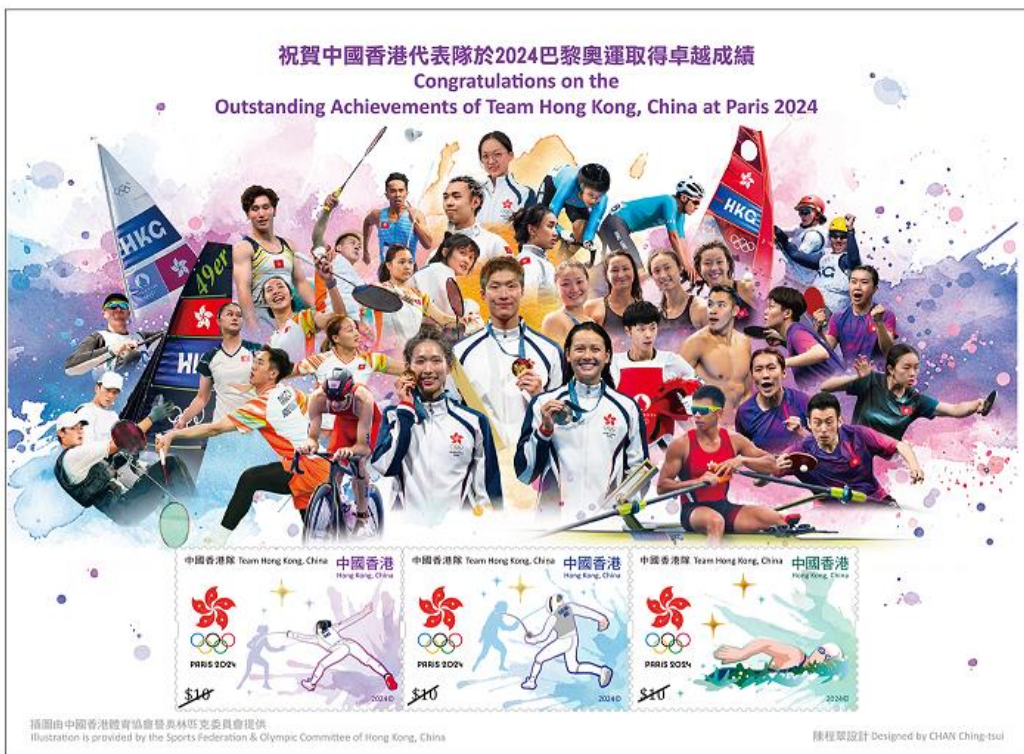 祝賀中國香港代表隊於2024巴黎奧運取得卓越成績
Congratulations on the
Outstanding Achievements of Team Hong Kong, China at Paris 2024
HKG
49er
HKG
中國香港隊 Team Hong Kong, China 中國香港
Hong Kong, China
PARIS 2024
$10
2024©
中國香港隊 Team Hong Kong, China 中國香港
Hong Kong, China
PARIS 2024
$10
2024©
中國香港隊 Team Hong Kong, China 中國香港
Hong Kong, China
PARIS 2024
$10
2024©
插圖由中國香港體育協會暨奧林匹克委員會提供
Illustration is provided by the Sports Federation & Olympic Committee of Hong Kong, China
陳程翠設計 Designed by CHAN Ching-tsui